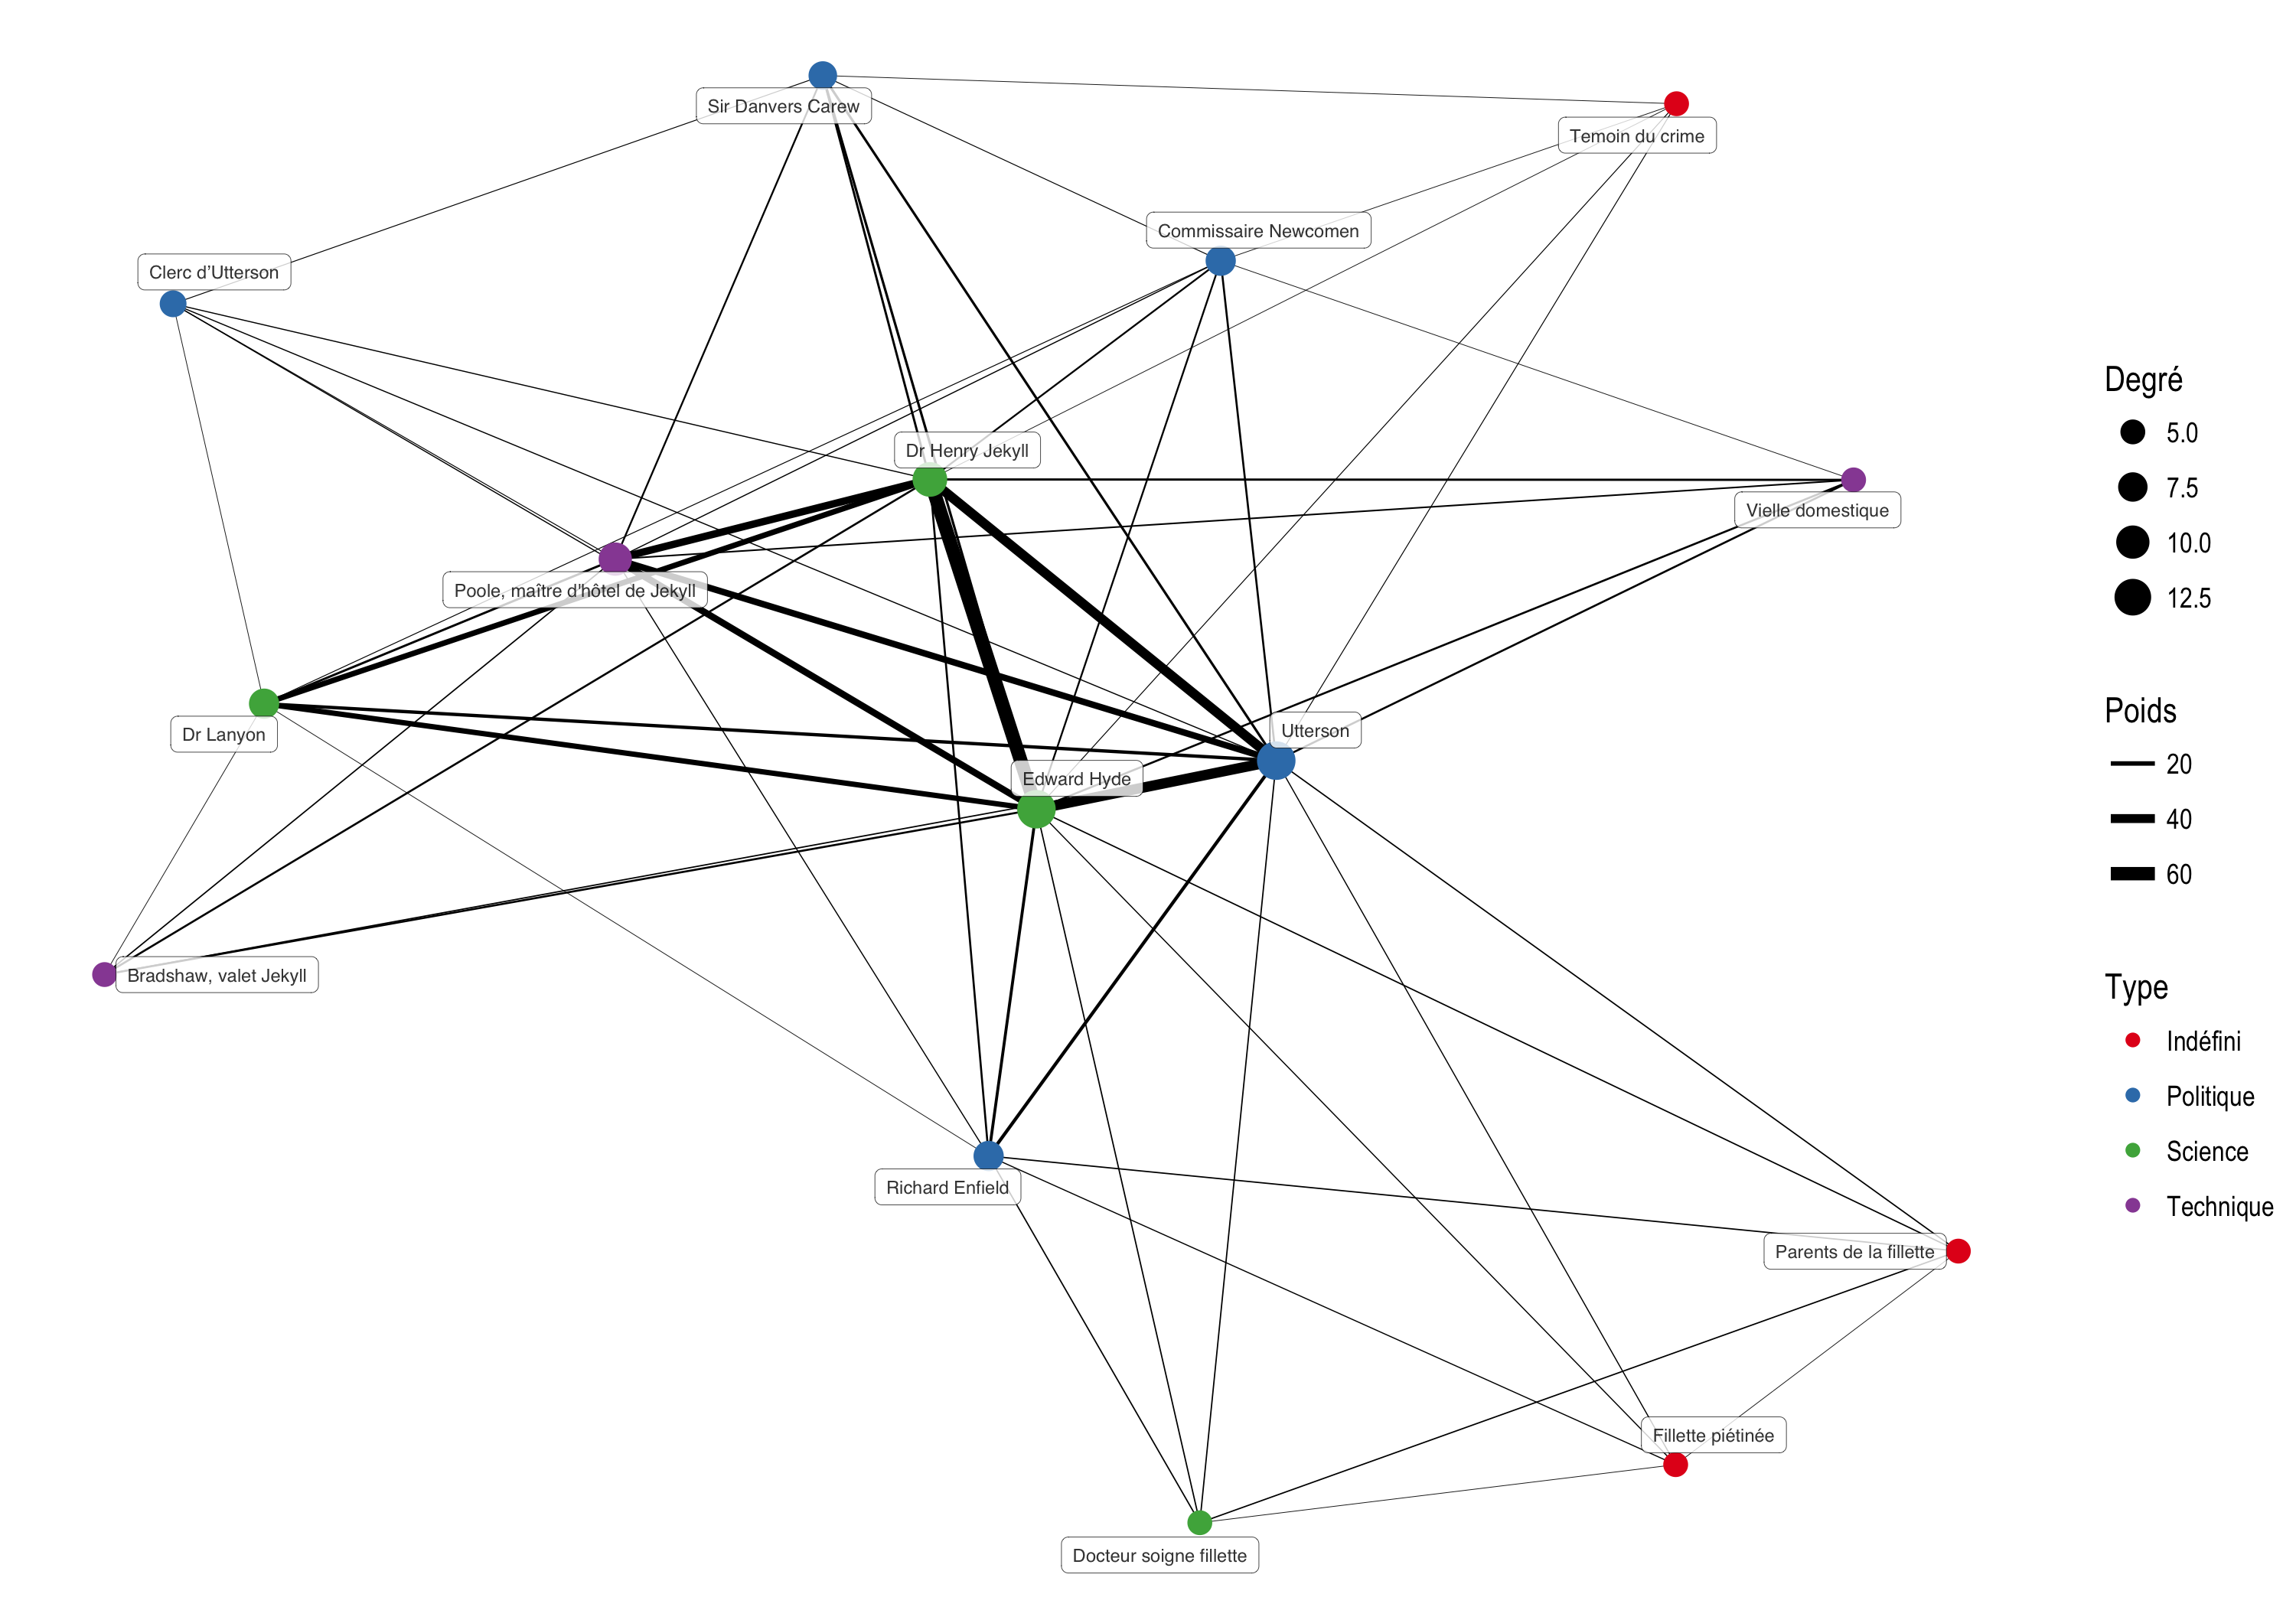 Sir Danvers Carew
Temoin du crime
Commissaire Newcomen
Clerc d'Utterson
Dr Henry Jekyll
Vielle domestique
Poole, maître d'hôtel de Jekyll
Dr Lanyon
Utterson
Edward Hyde
Bradshaw, valet Jekyll
Richard Enfield
Parents de la fillette
Fillette piétinée
Docteur soigne fillette
Degré
5.0
7.5
10.0
12.5
Poids
20
40
60
Type
Indéfini
Politique
Science
Technique